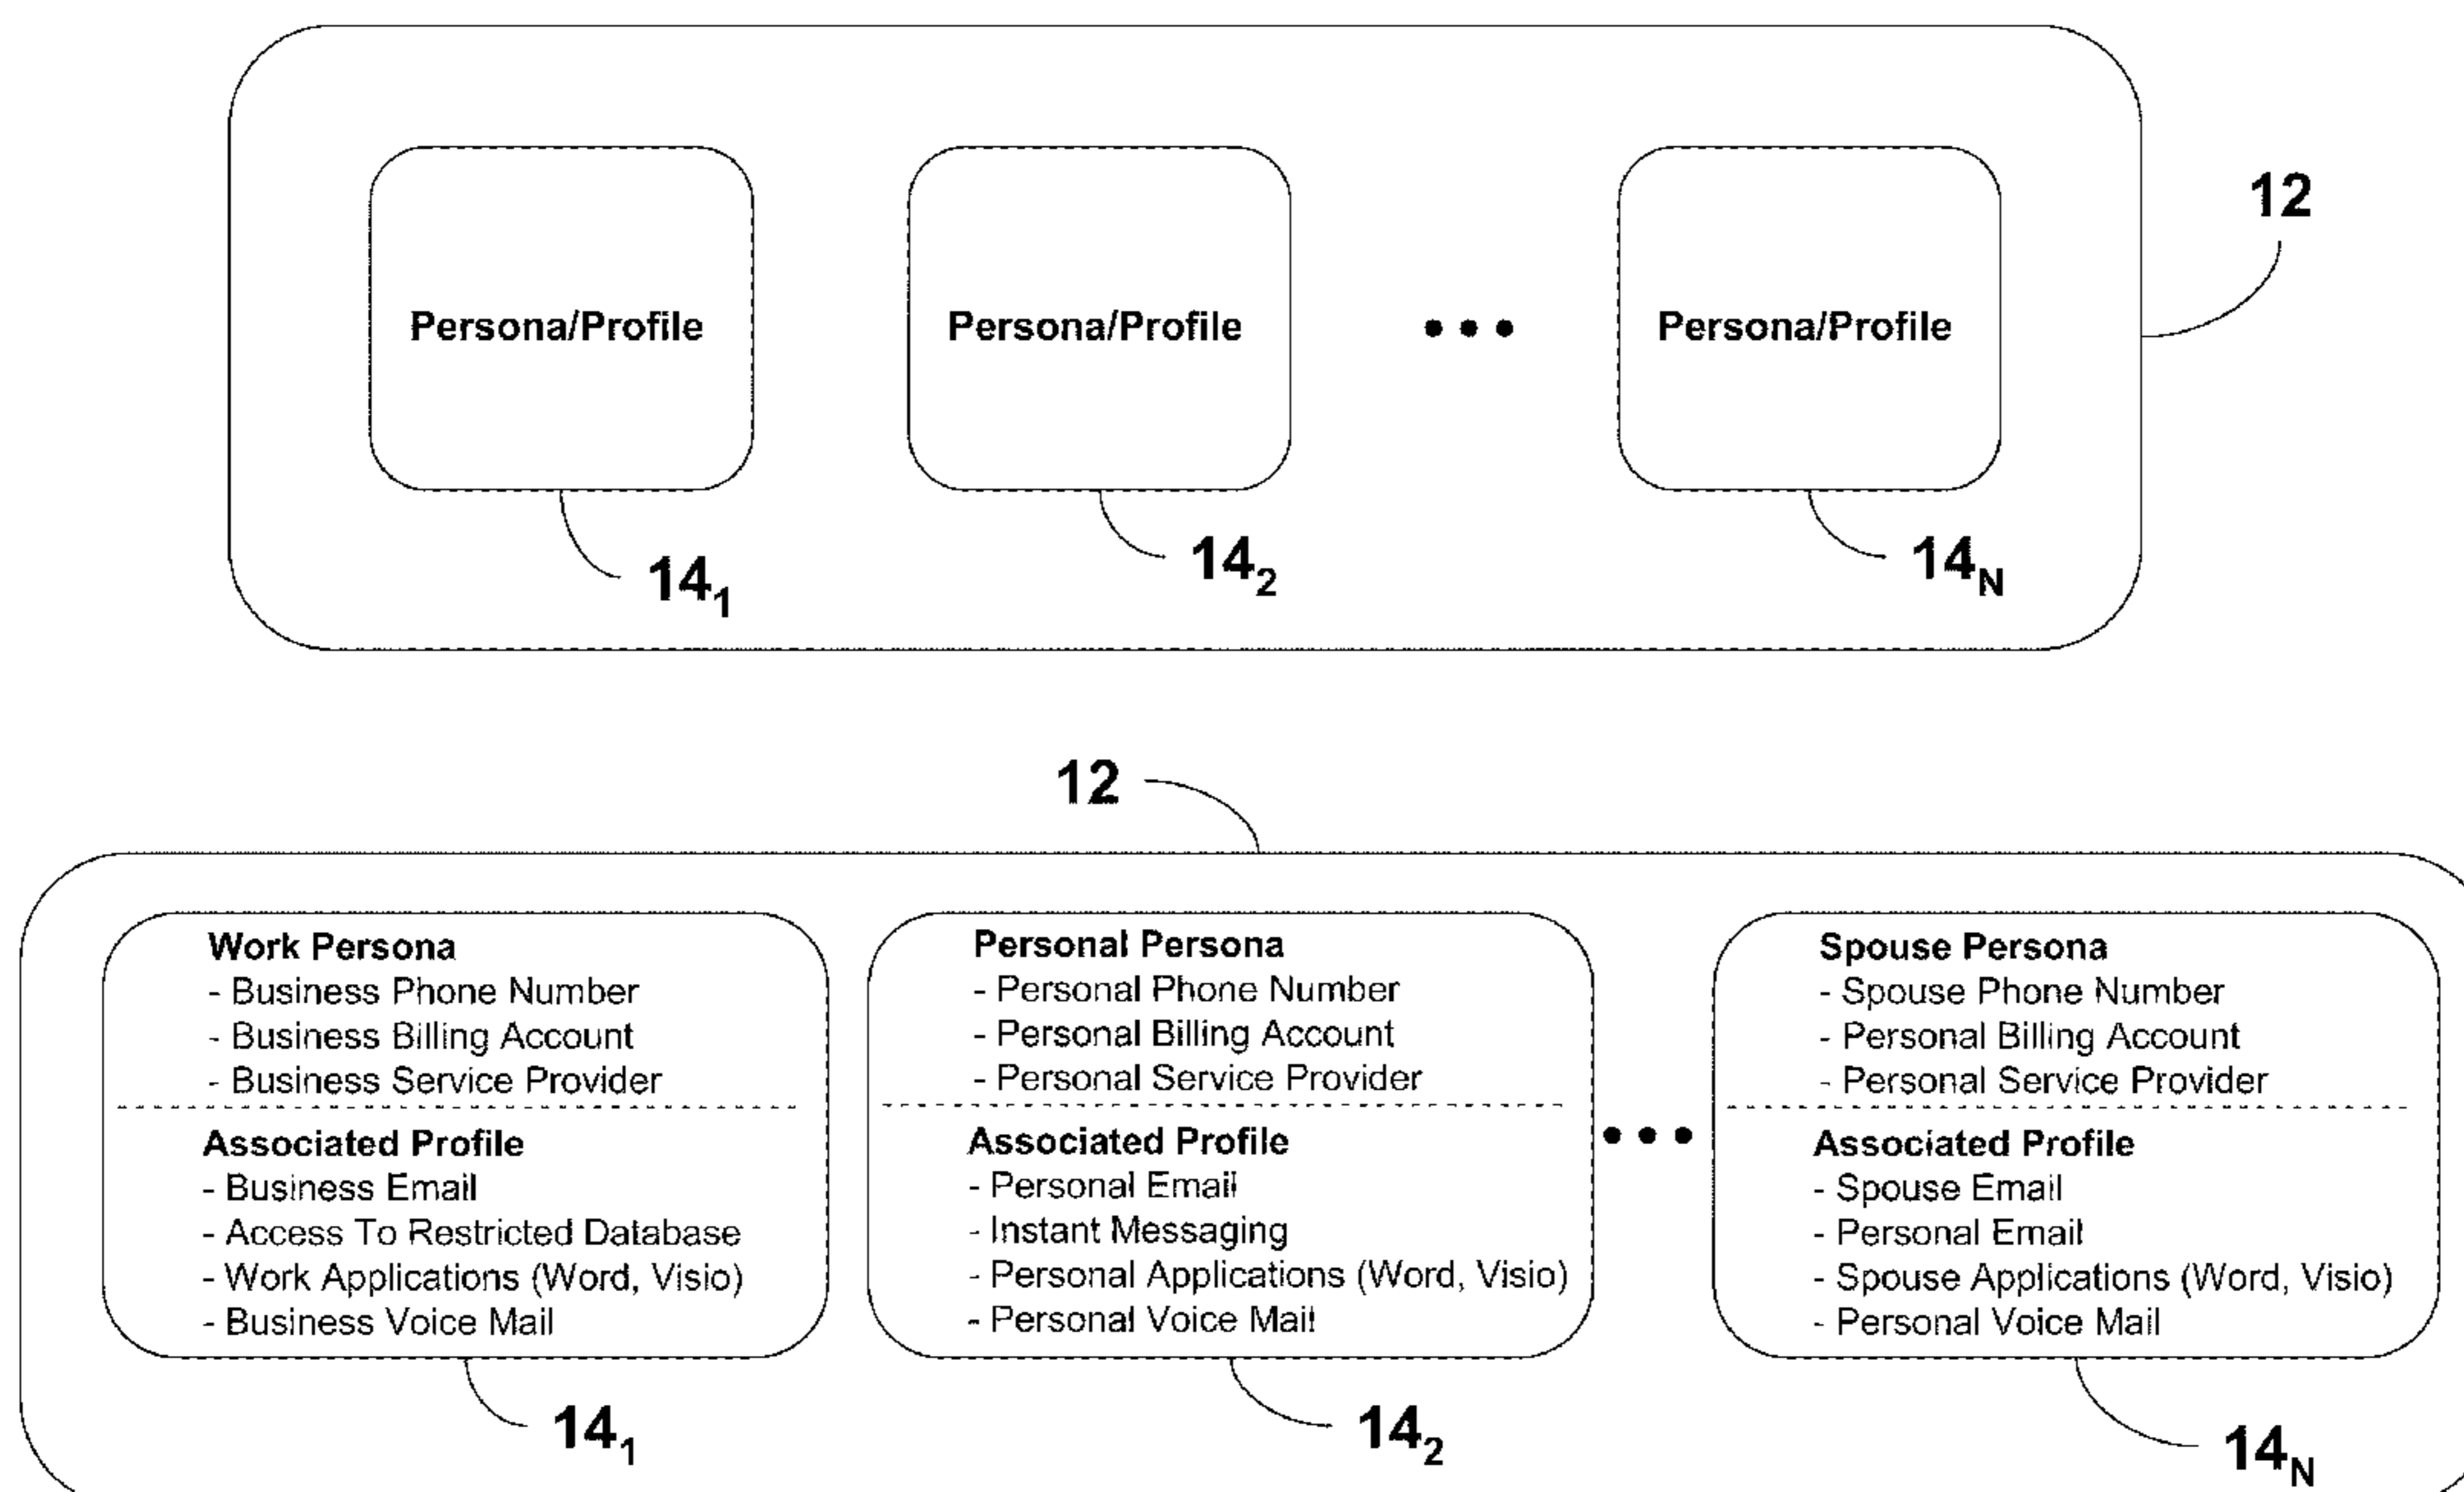 12
Persona/Profile
Persona/Profile
• • •
Persona/Profile
14₁
14₂
14N
12
Work Persona
- Business Phone Number
- Business Billing Account
- Business Service Provider
Associated Profile
- Business Email
- Access To Restricted Database
- Work Applications (Word, Visio)
- Business Voice Mail
14₁
Personal Persona
- Personal Phone Number
- Personal Billing Account
- Personal Service Provider
Associated Profile
- Personal Email
- Instant Messaging
- Personal Applications (Word, Visio)
- Personal Voice Mail
14₂
• • •
Spouse Persona
- Spouse Phone Number
- Personal Billing Account
- Personal Service Provider
Associated Profile
- Spouse Email
- Personal Email
- Spouse Applications (Word, Visio)
- Personal Voice Mail
14N